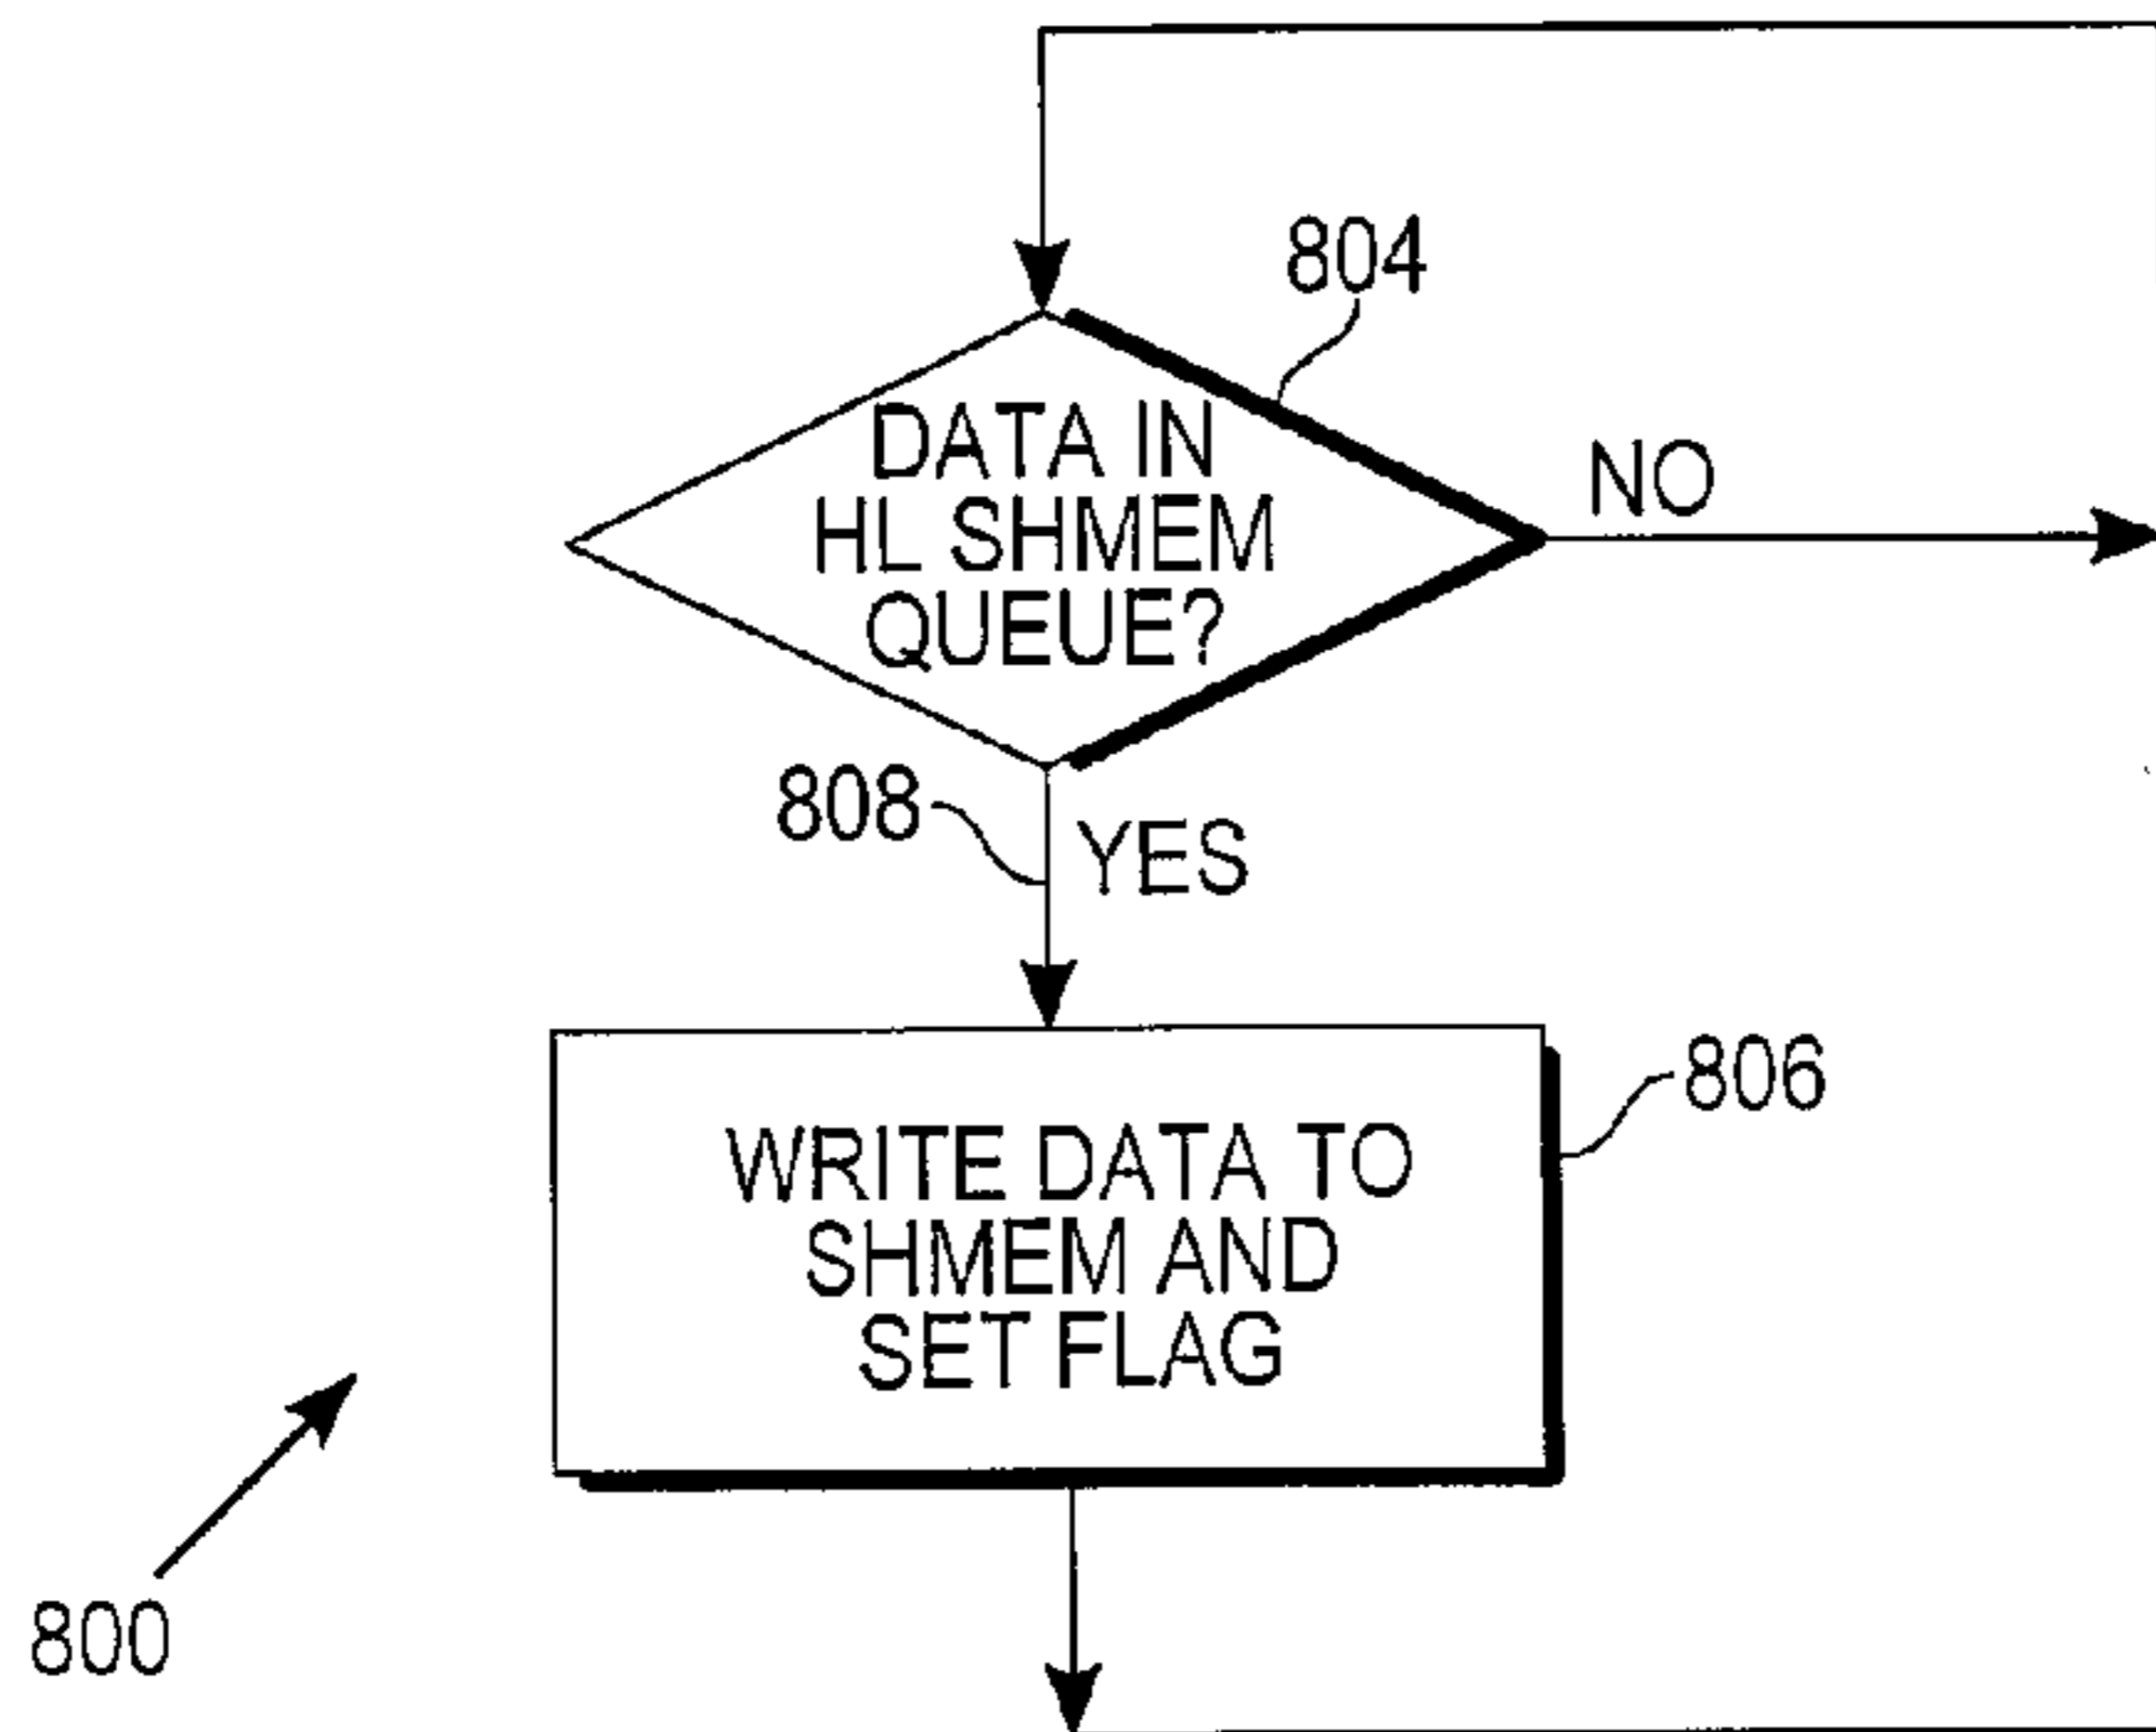 804
DATA IN
HL SHMEM
QUEUE?
NO
808
YES
806
WRITE DATA TO
SHMEM AND
SET FLAG
800